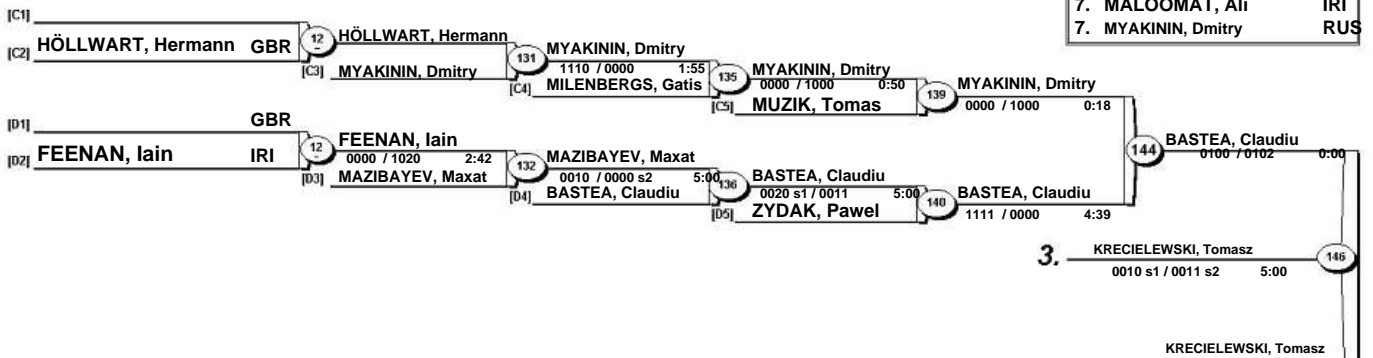 7. MALOOMAT, Ali IRI
7. MYAKININ, Dmitry RUS
[C1]
[C2] HÖLLWART, Hermann GBR
12
HÖLLWART, Hermann
[C3] MYAKININ, Dmitry
131
MYAKININ, Dmitry
1110 / 0000 1:55
[C4] MILENBERGS, Gatis
135
MYAKININ, Dmitry
0000 / 1000 0:50
[C5] MUZIK, Tomas
139
MYAKININ, Dmitry
0000 / 1000 0:18
[D1] GBR
[D2] FEENAN, Iain IRI
12
FEENAN, Iain
0000 / 1020 2:42
[D3] MAZIBAYEV, Maxat
132
MAZIBAYEV, Maxat
0010 / 0000 s2 5:00
[D4] BASTEA, Claudiu
136
BASTEA, Claudiu
0020 s1 / 0011 5:00
[D5] ZYDAK, Pawel
140
BASTEA, Claudiu
1111 / 0000 4:39
144
BASTEA, Claudiu
0100 / 0102 0:00
3. KRECIELEWSKI, Tomasz
0010 s1 / 0011 s2 5:00
146
KRECIELEWSKI, Tomasz